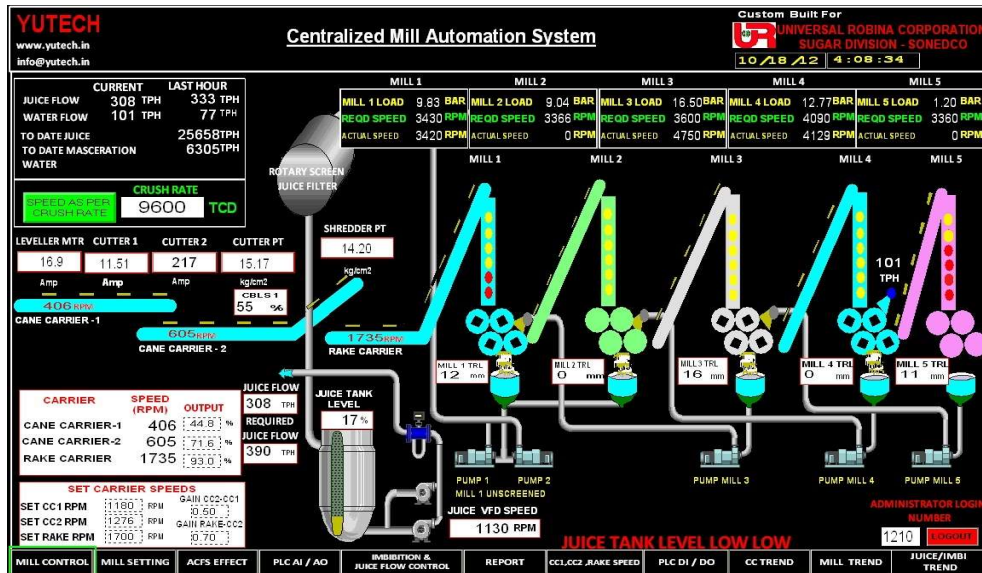 YUTECH
www.yutech.in
info@yutech.in
Centralized Mill Automation System
Custom Built For
UR
UNIVERSAL ROBINA CORPORATION
SUGAR DIVISION - SONEDCO
10/18/12 4:08:34
CURRENT LAST HOUR
JUICE FLOW 308 TPH 333 TPH
WATER FLOW 101 TPH 77 TPH
TO DATE JUICE 25658TPH
TO DATE MASCERATION WATER 6305TPH
SPEED AS PER CRUSH RATE
CRUSH RATE
9600 TCD
MILL 1 MILL 2 MILL 3 MILL 4 MILL 5
MILL 1 LOAD 9.83 BAR MILL 2 LOAD 9.04 BAR MILL 3 LOAD 16.50 BAR MILL 4 LOAD 12.77 BAR MILL 5 LOAD 1.20 BAR
REQD SPEED 3430 RPM REQD SPEED 3366 RPM REQD SPEED 3600 RPM REQD SPEED 4090 RPM REQD SPEED 3360 RPM
ACTUAL SPEED 3420 RPM ACTUAL SPEED 0 RPM ACTUAL SPEED 4750 RPM ACTUAL SPEED 4129 RPM ACTUAL SPEED 0 RPM
MILL 1 MILL 2 MILL 3 MILL 4 MILL 5
ROTARY SCREEN
JUICE FILTER
LEVELLER MTR CUTTER 1 CUTTER 2 CUTTER PT
16.9 11.51 217 15.17
Amp Amp Amp kg/cm2
SHREDDER PT
14.20
kg/cm2
CBLS 1
55 %
101
TPH
406RPM
CANE CARRIER -1
605RPM
CANE CARRIER - 2
1735RPM
RAKE CARRIER
MILL 1 TRL
12 mm
MILL 2 TRL
0 mm
MILL 3 TRL
16 mm
MILL 4 TRL
0 mm
MILL 5 TRL
11 mm
CARRIER SPEED (RPM) OUTPUT
CANE CARRIER-1 406 44.8 %
CANE CARRIER-2 605 71.6 %
RAKE CARRIER 1735 93.0 %
JUICE FLOW
308 TPH
REQUIRED
JUICE FLOW
390 TPH
JUICE TANK
LEVEL
17 %
PUMP 1 PUMP 2
MILL 1 UNSCREENED
PUMP MILL 3
PUMP MILL 4
PUMP MILL 5
SET CARRIER SPEEDS
SET CC1 RPM 1180 RPM GAIN CC2-CC1 0.50
SET CC2 RPM 1276 RPM GAIN RAKE-CC2
SET RAKE RPM 1700 RPM 0.70
JUICE VFD SPEED
1130 RPM
JUICE TANK LEVEL LOW LOW
ADMINISTRATOR LOGIN
NUMBER
1210 LOGOUT
MILL CONTROL MILL SETTING ACFS EFFECT PLC AI / AO IMBIBITION & JUICE FLOW CONTROL REPORT CC1,CC2 ,RAKE SPEED PLC DI / DO CC TREND MILL TREND JUICE/IMBI TREND